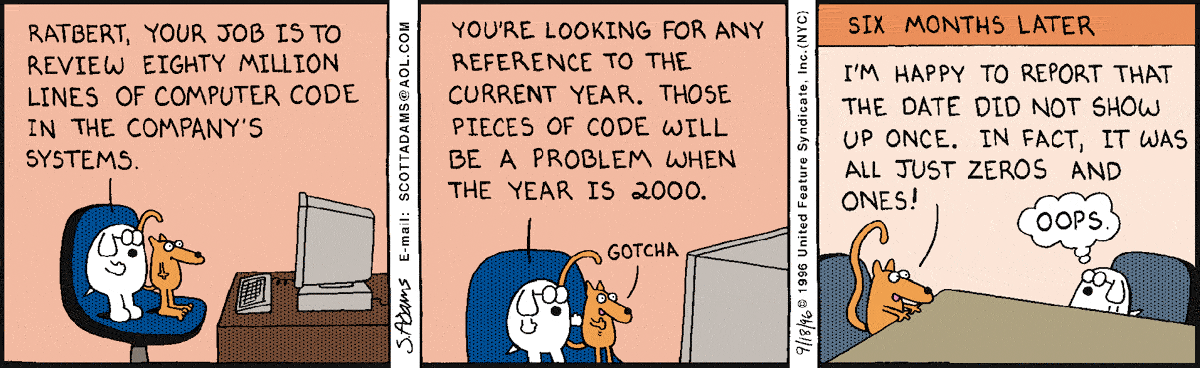 RATBERT, YOUR JOB IS TO
REVIEW EIGHTY MILLION
LINES OF COMPUTER CODE
IN THE COMPANY'S
SYSTEMS.
S.Adams
E-mail: SCOTTADAMS@AOL.COM
YOU'RE LOOKING FOR ANY
REFERENCE TO THE
CURRENT YEAR. THOSE
PIECES OF CODE WILL
BE A PROBLEM WHEN
THE YEAR IS 2000.
GOTCHA
9/18/96 © 1996 United Feature Syndicate, Inc.(NYC)
SIX MONTHS LATER
I'M HAPPY TO REPORT THAT
THE DATE DID NOT SHOW
UP ONCE. IN FACT, IT WAS
ALL JUST ZEROS AND
ONES!
OOPS.